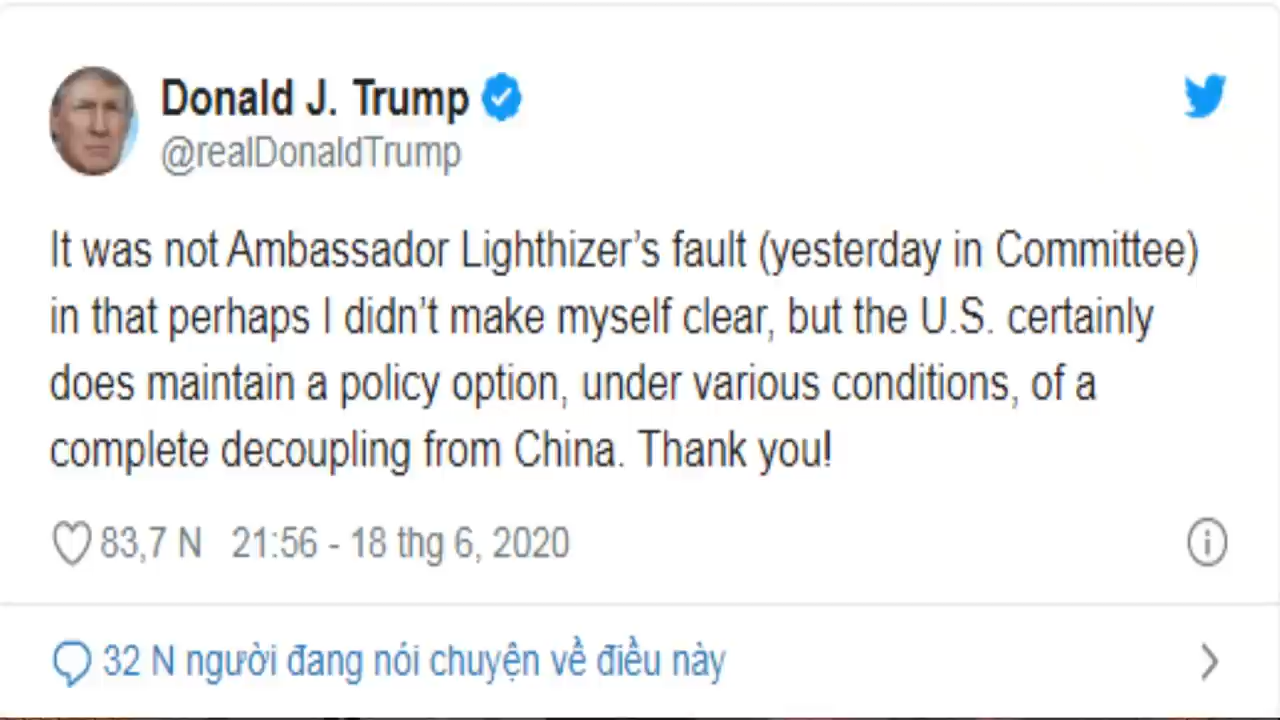 Donald J. Trump
@realDonaldTrump
It was not Ambassador Lighthizer’s fault (yesterday in Committee)
in that perhaps I didn’t make myself clear, but the U.S. certainly
does maintain a policy option, under various conditions, of a
complete decoupling from China. Thank you!
83,7 N 21:56 - 18 thg 6, 2020
32 N người đang nói chuyện về điều này